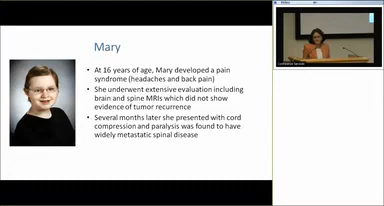 Mary
• At 16 years of age, Mary developed a pain
syndrome (headaches and back pain)
• She underwent extensive evaluation including
brain and spine MRIs which did not show
evidence of tumor recurrence
• Several months later she presented with cord
compression and paralysis was found to have
widely metastatic spinal disease